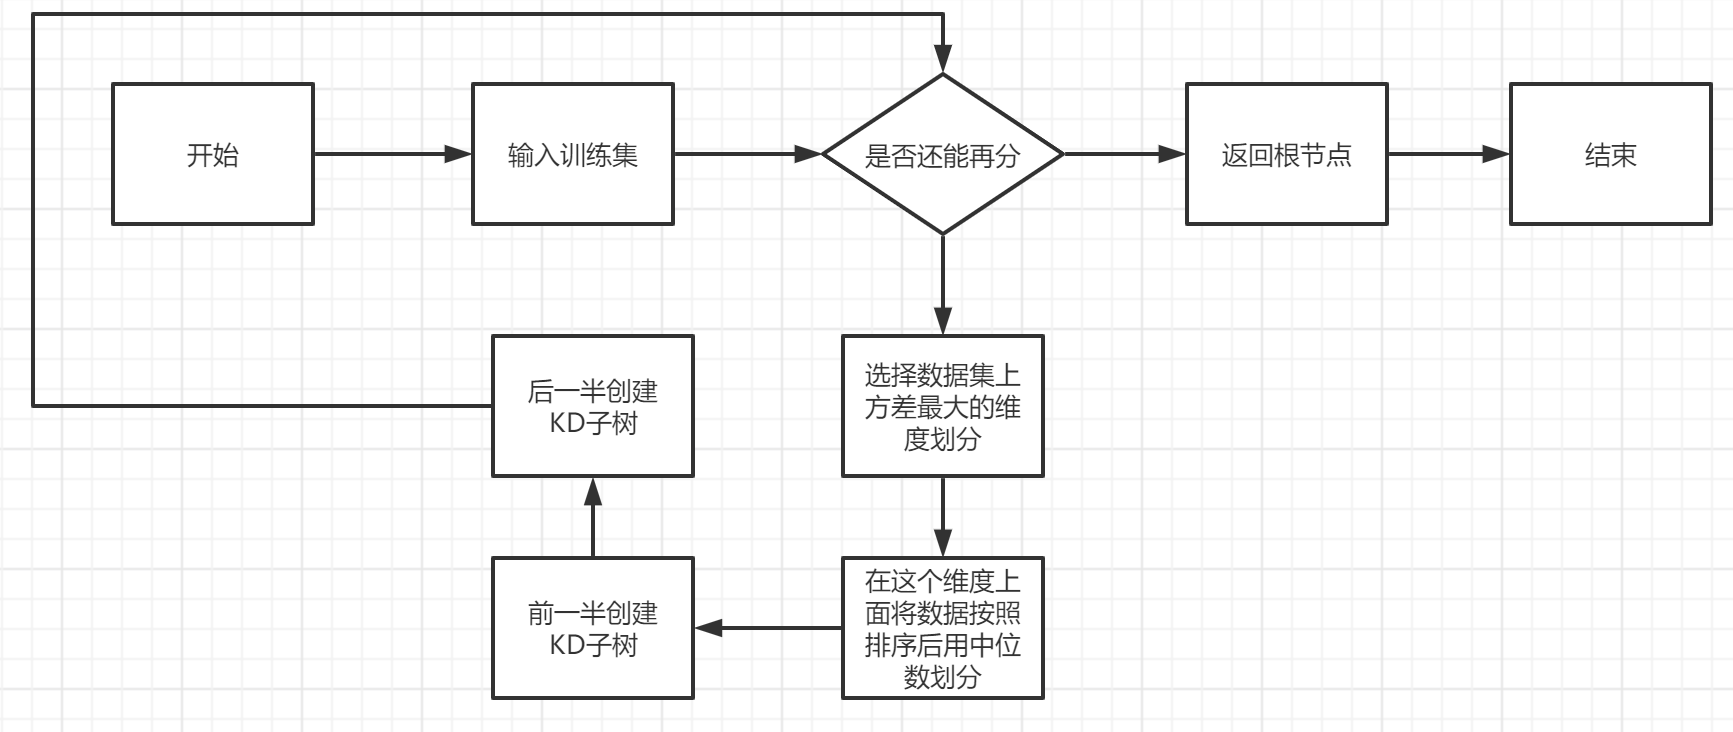 开始
输入训练集
是否还能再分
返回根节点
结束
选择数据集上
方差最大的维
度划分
在这个维度上
面将数据按照
排序后用中位
数划分
前一半创建
KD子树
后一半创建
KD子树